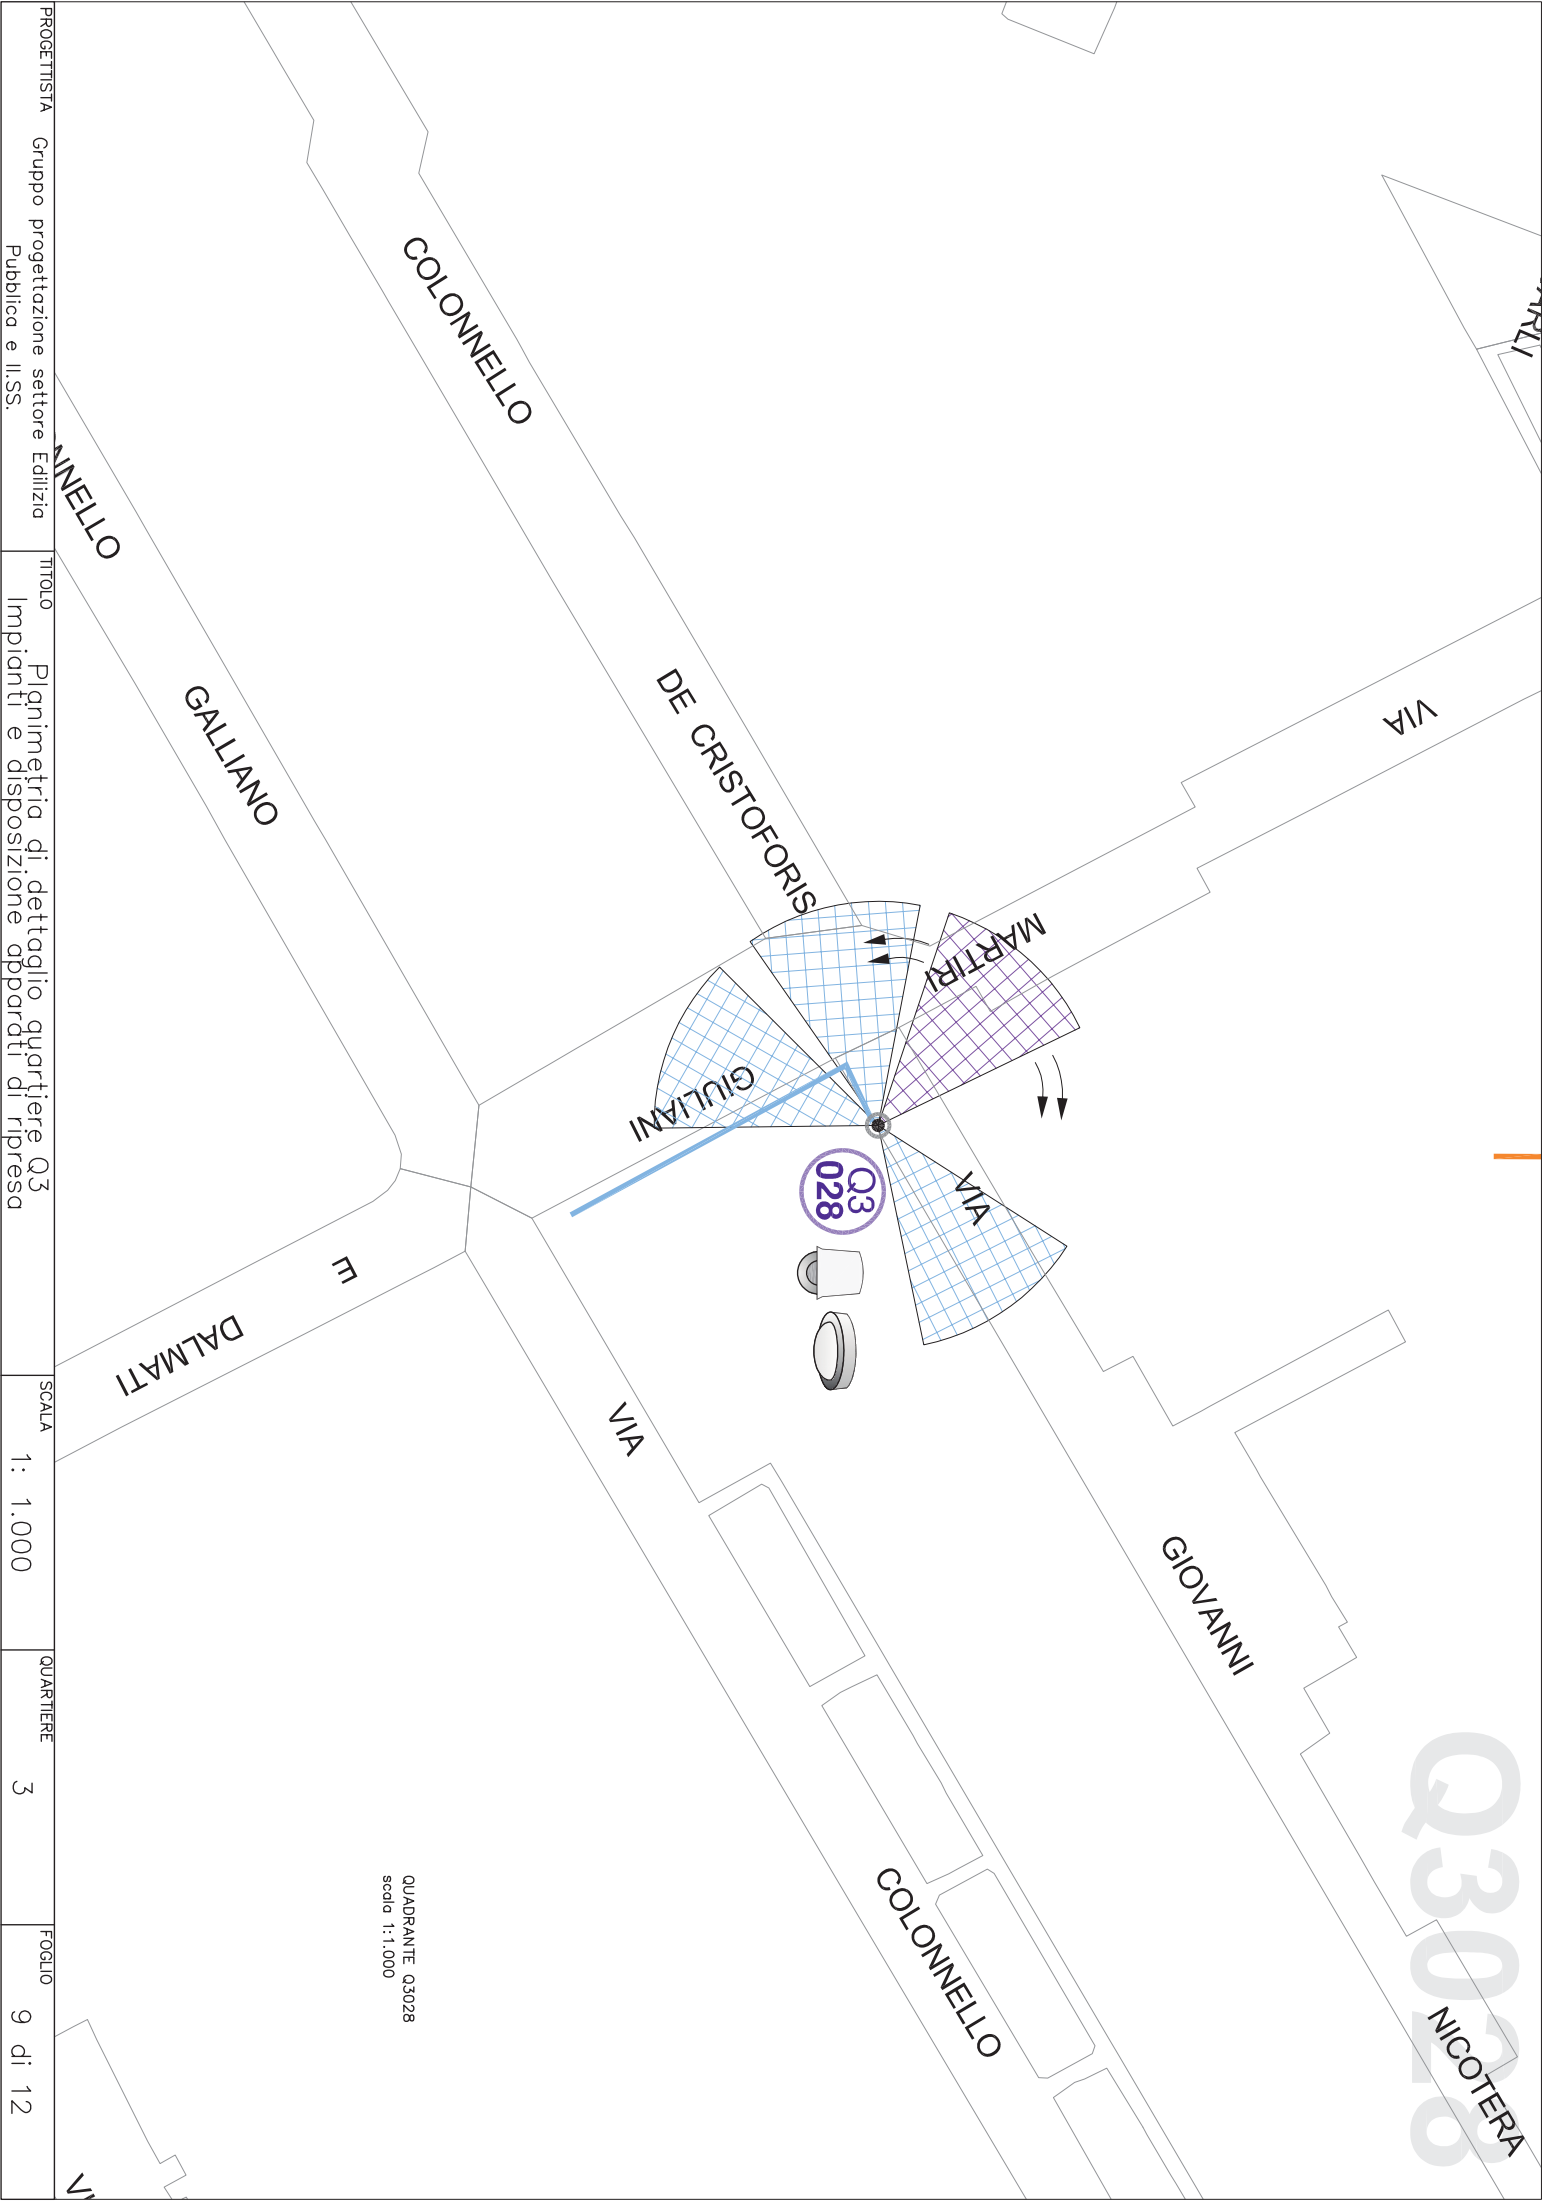 Q3028
COLONNELLO
DE CRISTOFORIS
VIA
MARTIRI
GIULIANI
E
DALMATI
NNELLO
GALLIANO
VIA
COLONNELLO
VIA
GIOVANNI
NICOTERA
ARLI
Q3
028
QUADRANTE Q3028
scala 1:1.000
PROGETTISTA
Gruppo progettazione settore Edilizia
Pubblica e II.SS.
TITOLO
Planimetria di dettaglio quartiere Q3
Impianti e disposizione apparati di ripresa
SCALA
1: 1.000
QUARTIERE
3
FOGLIO
9 di 12